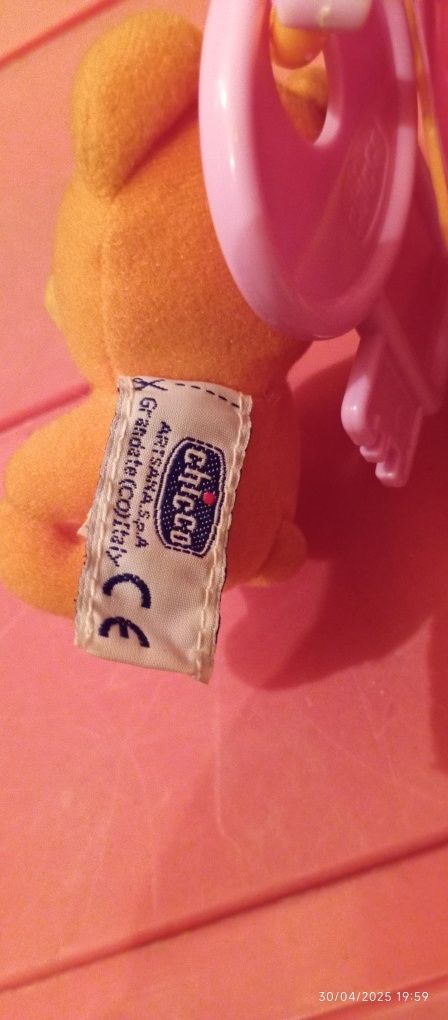 chicco
ARTSANA S.p.A
Grandate (CO) Italy
CE
30/04/2025 19:59